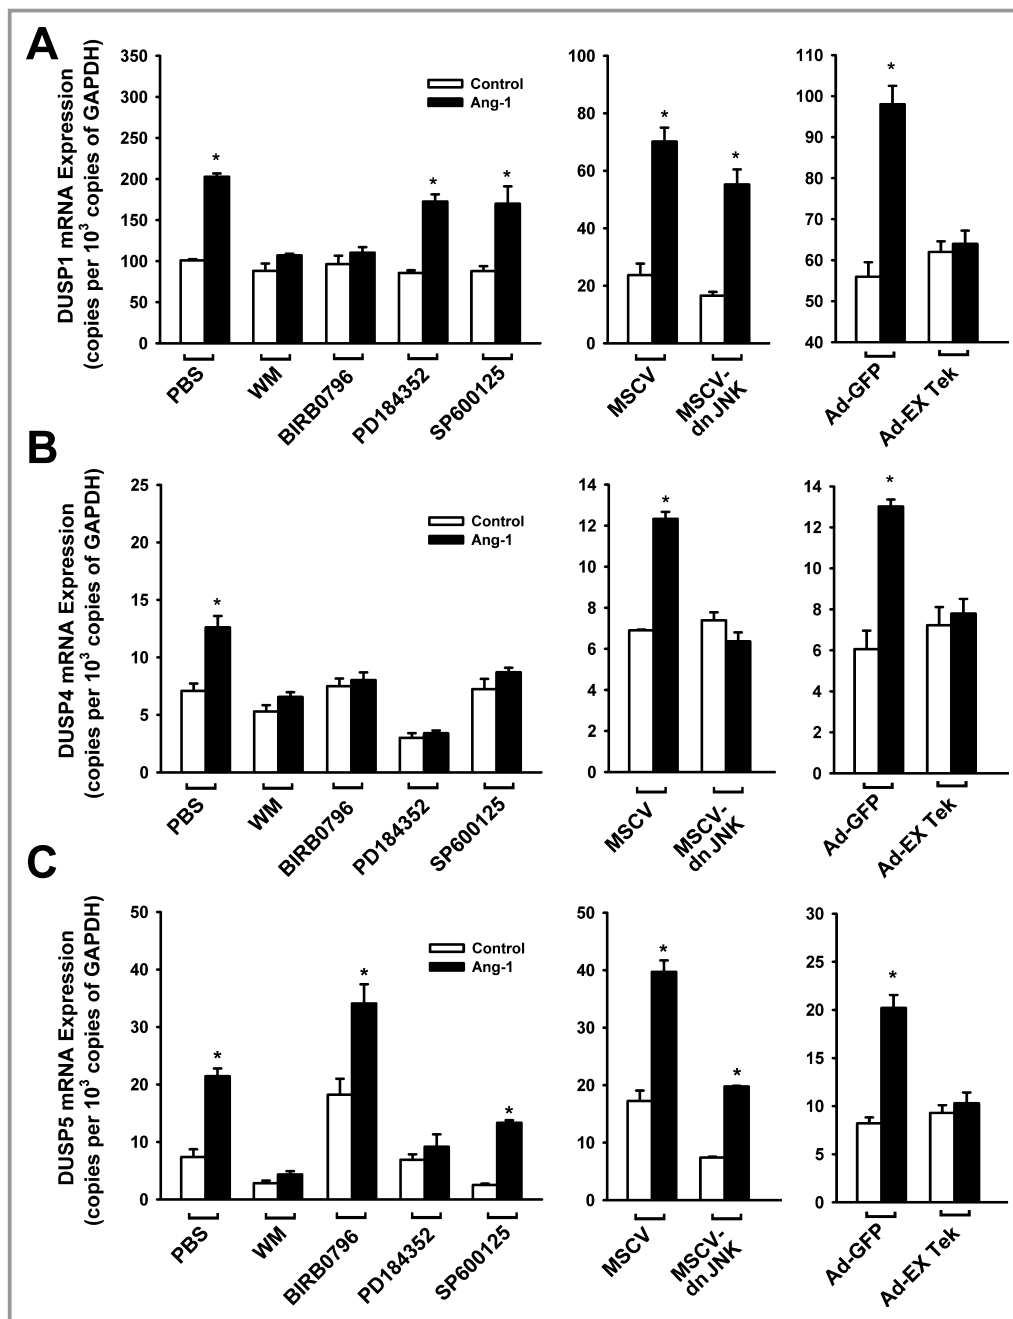 A
DUSP1 mRNA Expression
(copies per 10³ copies of GAPDH)
350
300
250
200
150
100
50
0
Control
Ang-1
*
*
*
PBS
WM
BIRB0796
PD184352
SP600125
100
80
60
40
20
0
*
*
MSCV
MSCV-
dn JNK
110
100
90
80
70
60
50
40
*
Ad-GFP
Ad-EX Tek
B
DUSP4 mRNA Expression
(copies per 10³ copies of GAPDH)
25
20
15
10
5
0
Control
Ang-1
*
PBS
WM
BIRB0796
PD184352
SP600125
14
12
10
8
6
4
2
0
*
MSCV
MSCV-
dn JNK
14
12
10
8
6
4
2
0
*
Ad-GFP
Ad-EX Tek
C
DUSP5 mRNA Expression
(copies per 10³ copies of GAPDH)
50
40
30
20
10
0
Control
Ang-1
*
*
*
PBS
WM
BIRB0796
PD184352
SP600125
50
40
30
20
10
0
*
*
MSCV
MSCV-
dn JNK
30
25
20
15
10
5
0
*
Ad-GFP
Ad-EX Tek